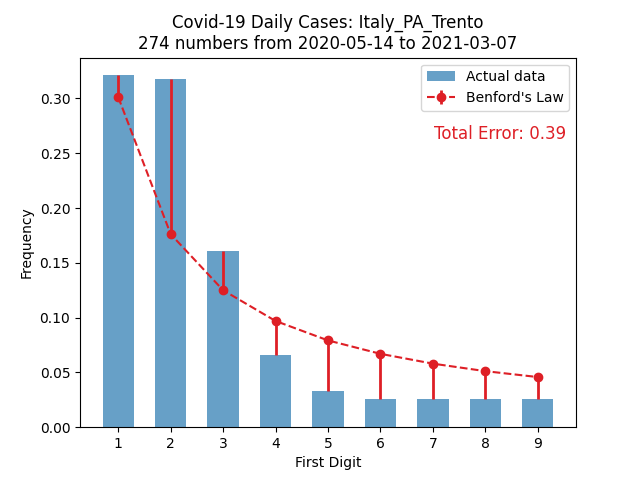 Covid-19 Daily Cases: Italy_PA_Trento
274 numbers from 2020-05-14 to 2021-03-07
Actual data
Benford's Law
Total Error: 0.39
Frequency
0.30
0.25
0.20
0.15
0.10
0.05
0.00
1 2 3 4 5 6 7 8 9
First Digit